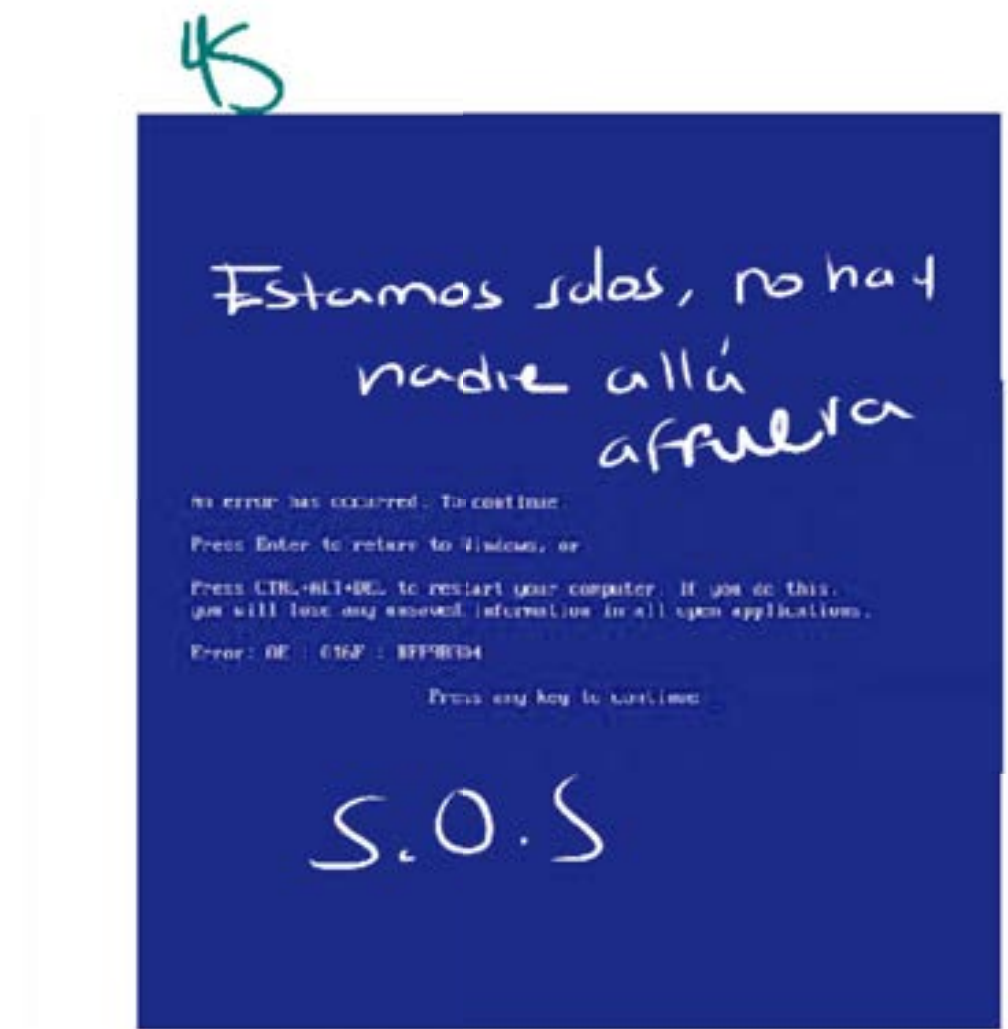 45
Estamos solos, no hay
nadie allá
affuera
An error has occurred. To continue
Press Enter to return to Windows, or
Press CTRL+ALT+DEL to restart your computer. If you do this,
you will lose any unsaved information in all open applications.
Error: 0E : 016F : BFF9B3D4
Press any key to continue
S.O.S